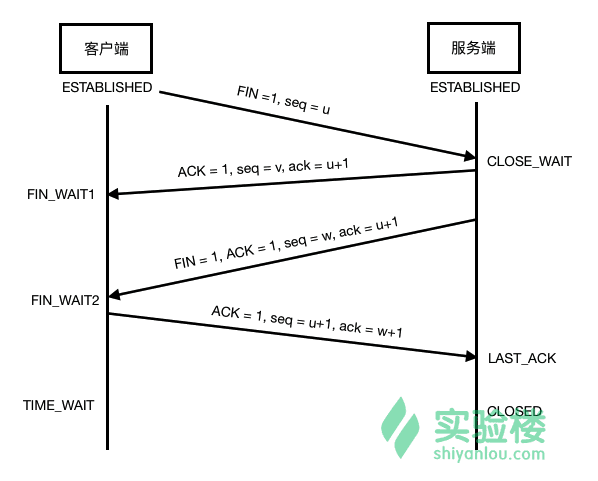 客户端
服务端
ESTABLISHED
ESTABLISHED
FIN =1, seq = u
CLOSE_WAIT
ACK = 1, seq = v, ack = u+1
FIN_WAIT1
FIN = 1, ACK = 1, seq = w, ack = u+1
FIN_WAIT2
ACK = 1, seq = u+1, ack = w+1
LAST_ACK
TIME_WAIT
CLOSED
实验楼
shiyanlou.com